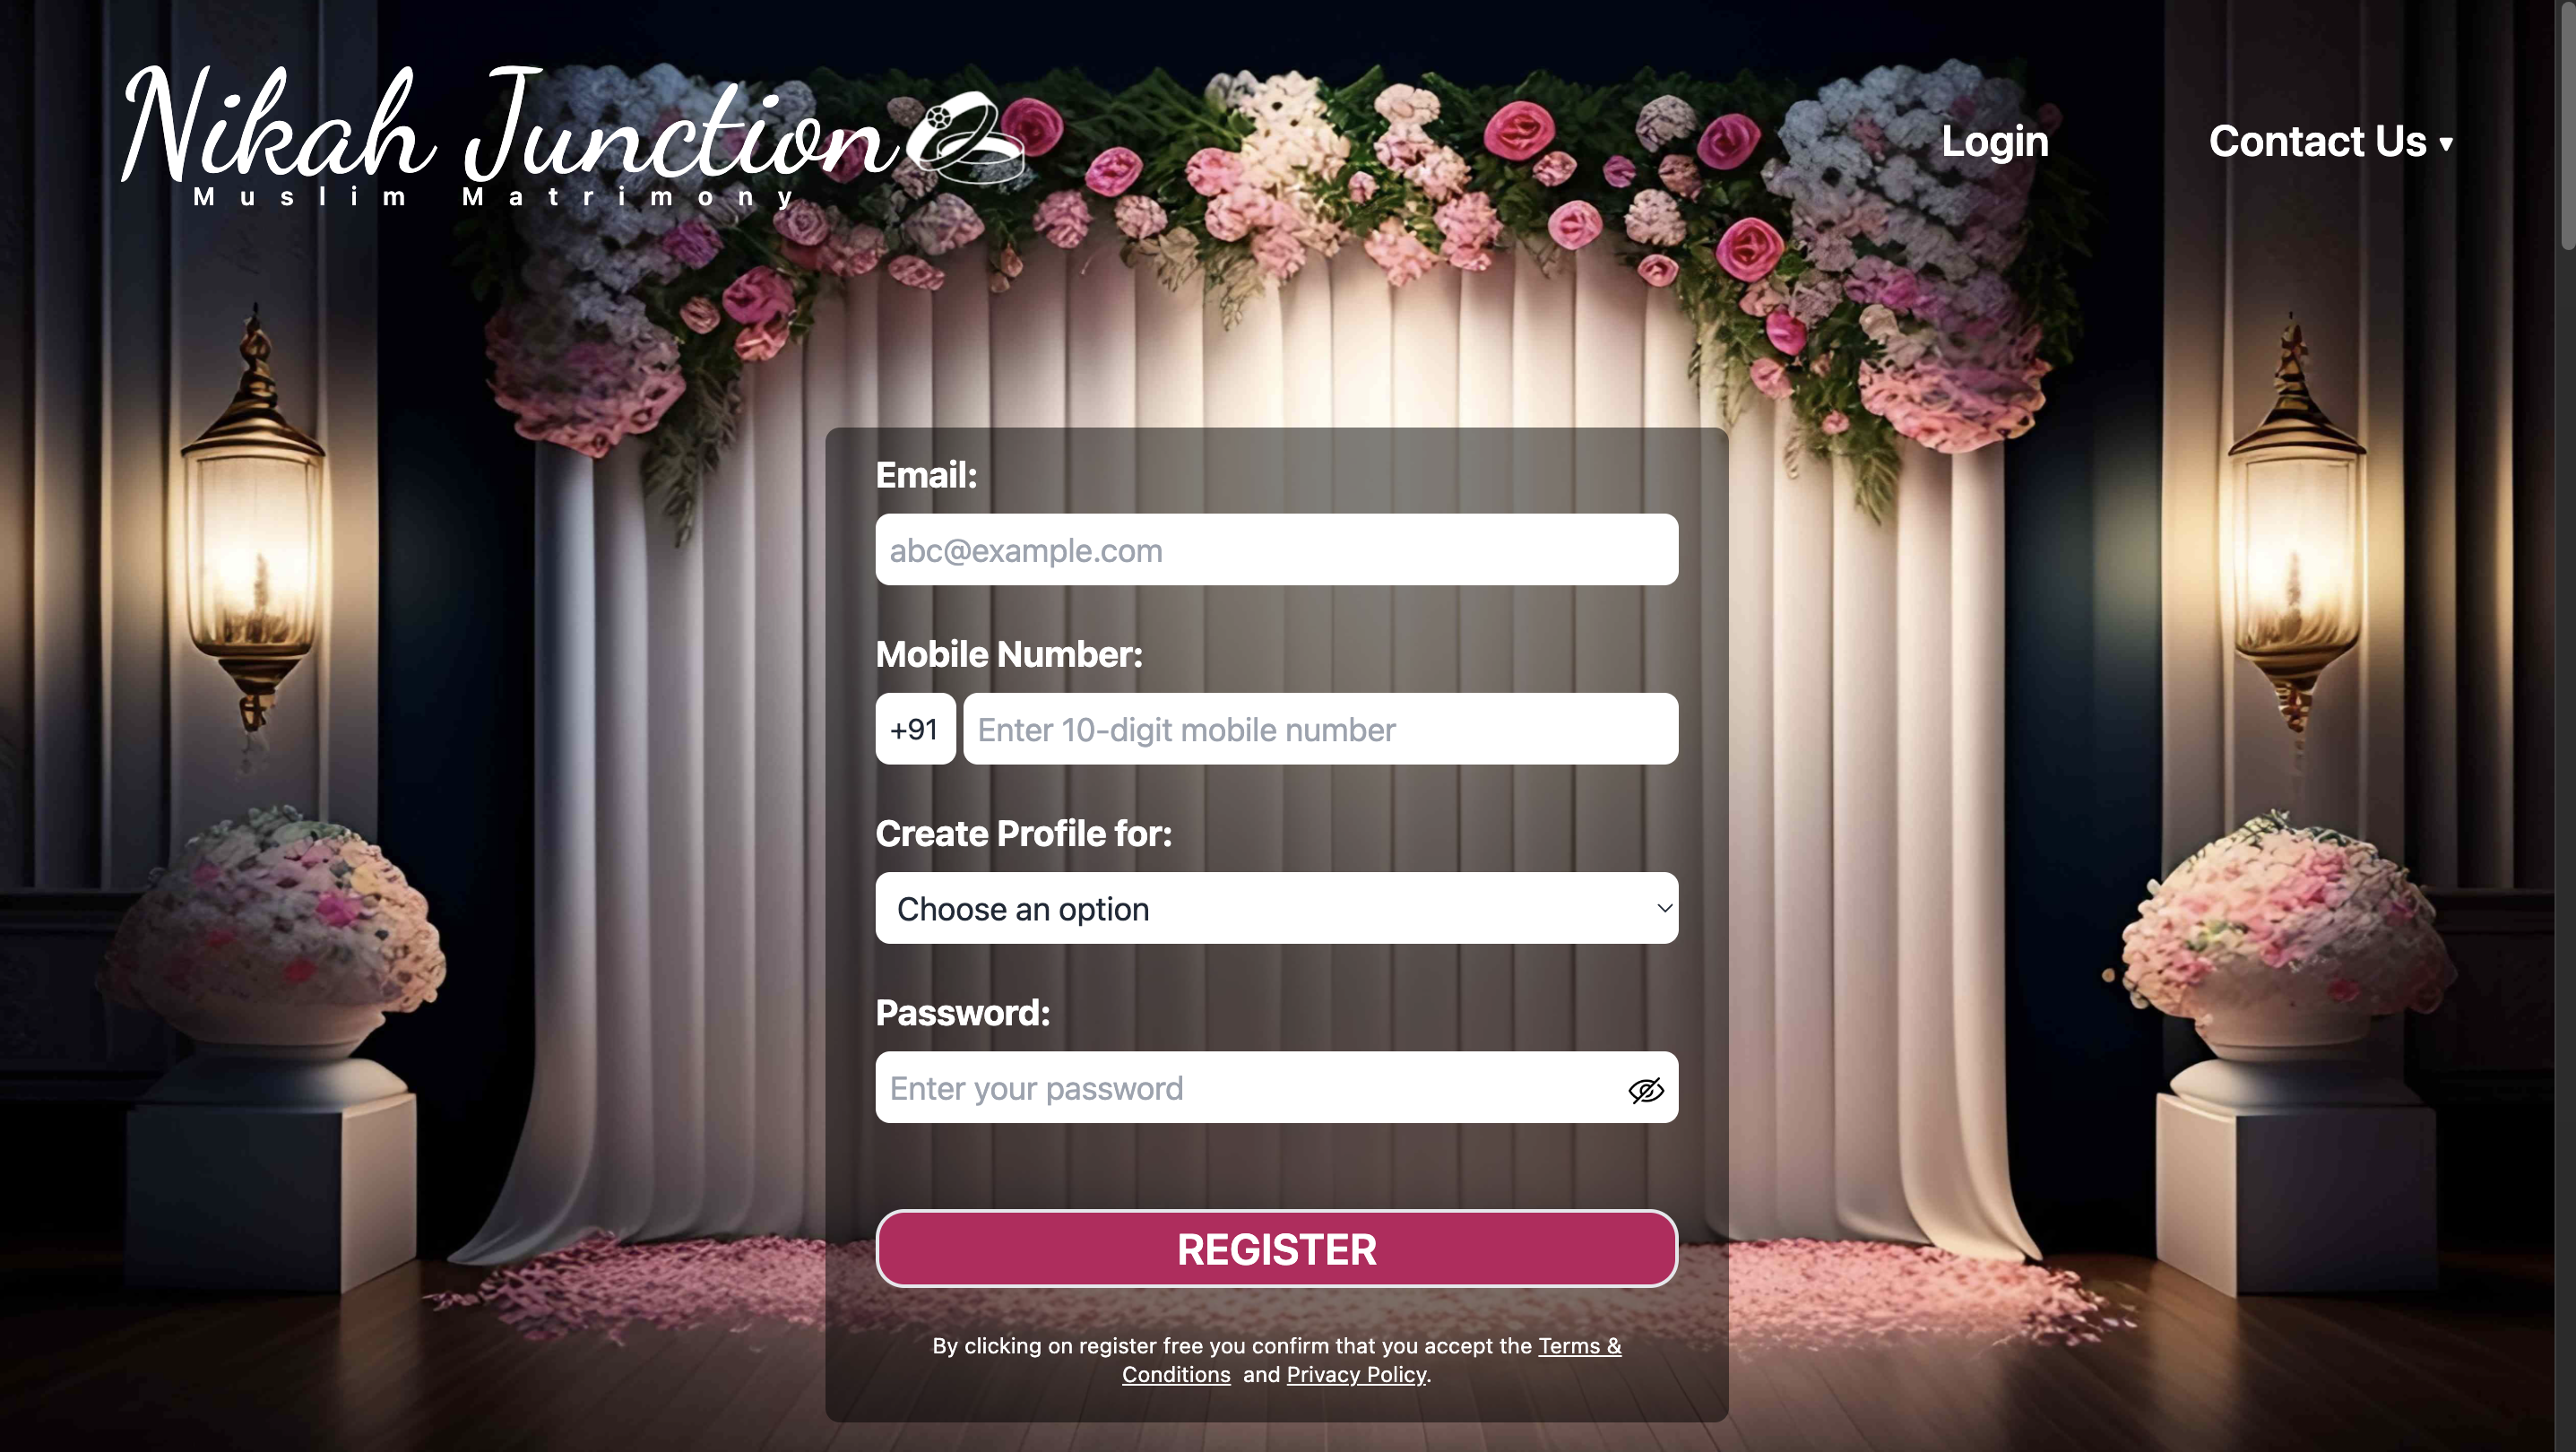 Nikah Junction
Muslim Matrimony
Login
Contact Us ▾
Email:
abc@example.com
Mobile Number:
+91 Enter 10-digit mobile number
Create Profile for:
Choose an option
Password:
Enter your password
REGISTER
By clicking on register free you confirm that you accept the Terms &
Conditions and Privacy Policy.